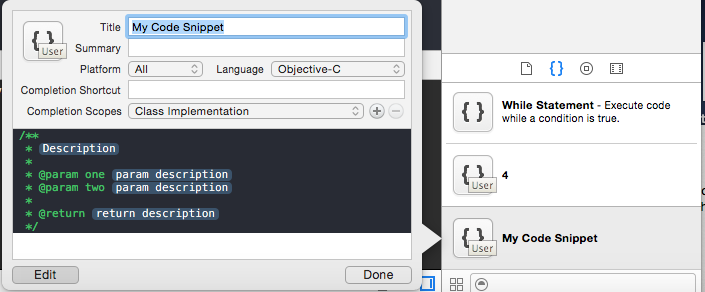 Title My Code Snippet
User
Summary
Platform All Language Objective-C
Completion Shortcut
Completion Scopes Class Implementation
/**
* Description
*
* @param one param description
* @param two param description
*
* @return return description
*/
Edit Done
{ }
While Statement - Execute code
while a condition is true.
{ }
4
User
{ }
My Code Snippet
User